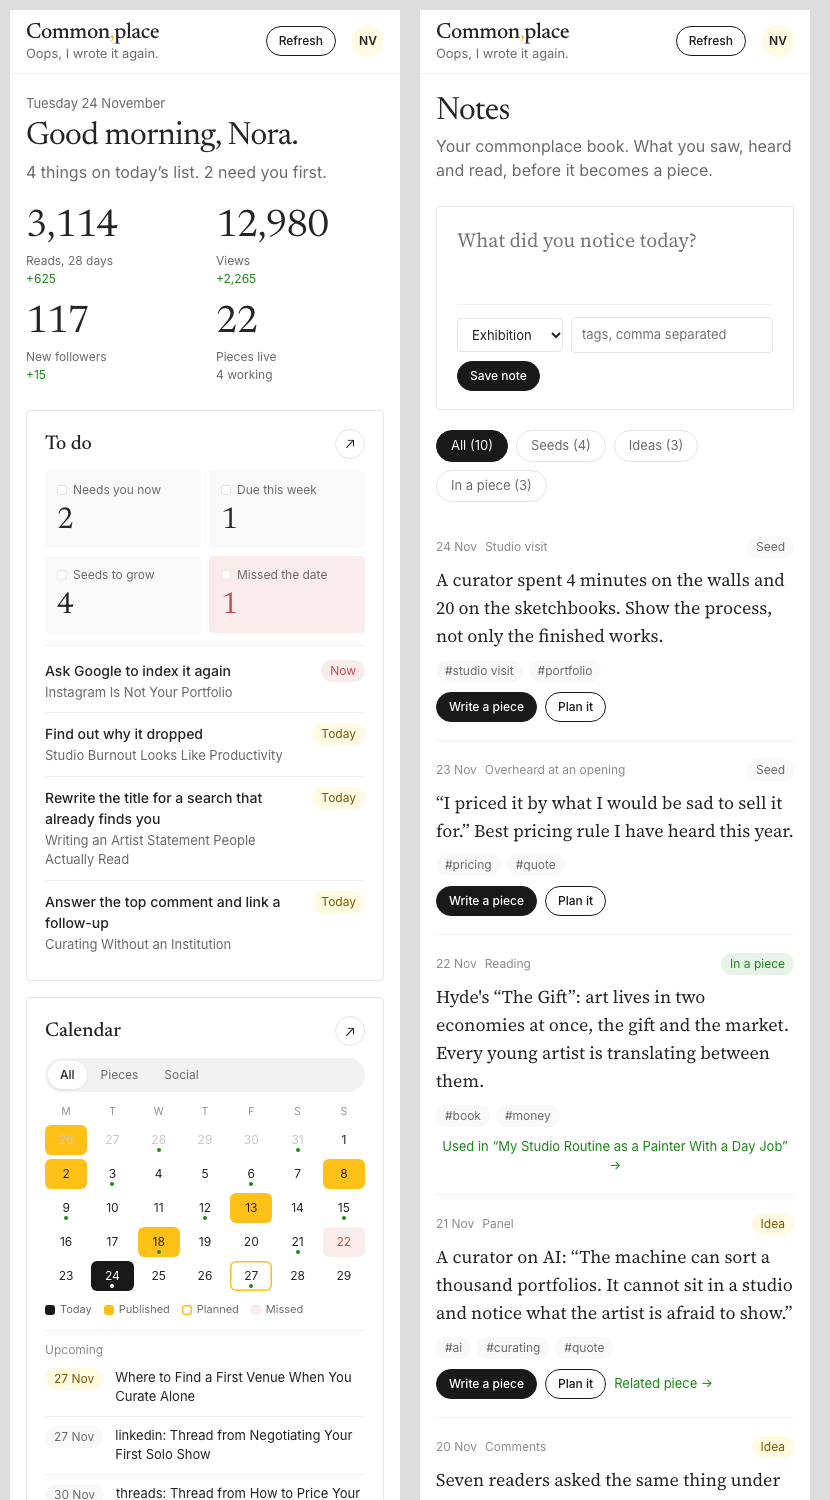 Common,place
Oops, I wrote it again.
Refresh
NV
Tuesday 24 November
Good morning, Nora.
4 things on today’s list. 2 need you first.
3,114
Reads, 28 days
+625
12,980
Views
+2,265
117
New followers
+15
22
Pieces live
4 working
To do
Needs you now
2
Due this week
1
Seeds to grow
4
Missed the date
1
Ask Google to index it again
Now
Instagram Is Not Your Portfolio
Find out why it dropped
Today
Studio Burnout Looks Like Productivity
Rewrite the title for a search that
already finds you
Today
Writing an Artist Statement People
Actually Read
Answer the top comment and link a
follow-up
Today
Curating Without an Institution
Calendar
All Pieces Social
M T W T F S S
26 27 28 29 30 31 1
2 3 4 5 6 7 8
9 10 11 12 13 14 15
16 17 18 19 20 21 22
23 24 25 26 27 28 29
Today Published Planned Missed
Upcoming
27 Nov
Where to Find a First Venue When You
Curate Alone
27 Nov
linkedin: Thread from Negotiating Your
First Solo Show
30 Nov
threads: Thread from How to Price Your
Common,place
Oops, I wrote it again.
Refresh
NV
Notes
Your commonplace book. What you saw, heard
and read, before it becomes a piece.
What did you notice today?
Exhibition
tags, comma separated
Save note
All (10)
Seeds (4)
Ideas (3)
In a piece (3)
24 Nov Studio visit
Seed
A curator spent 4 minutes on the walls and
20 on the sketchbooks. Show the process,
not only the finished works.
#studio visit #portfolio
Write a piece
Plan it
23 Nov Overheard at an opening
Seed
“I priced it by what I would be sad to sell it
for.” Best pricing rule I have heard this year.
#pricing #quote
Write a piece
Plan it
22 Nov Reading
In a piece
Hyde's “The Gift”: art lives in two
economies at once, the gift and the market.
Every young artist is translating between
them.
#book #money
Used in “My Studio Routine as a Painter With a Day Job”
→
21 Nov Panel
Idea
A curator on AI: “The machine can sort a
thousand portfolios. It cannot sit in a studio
and notice what the artist is afraid to show.”
#ai #curating #quote
Write a piece
Plan it
Related piece →
20 Nov Comments
Idea
Seven readers asked the same thing under